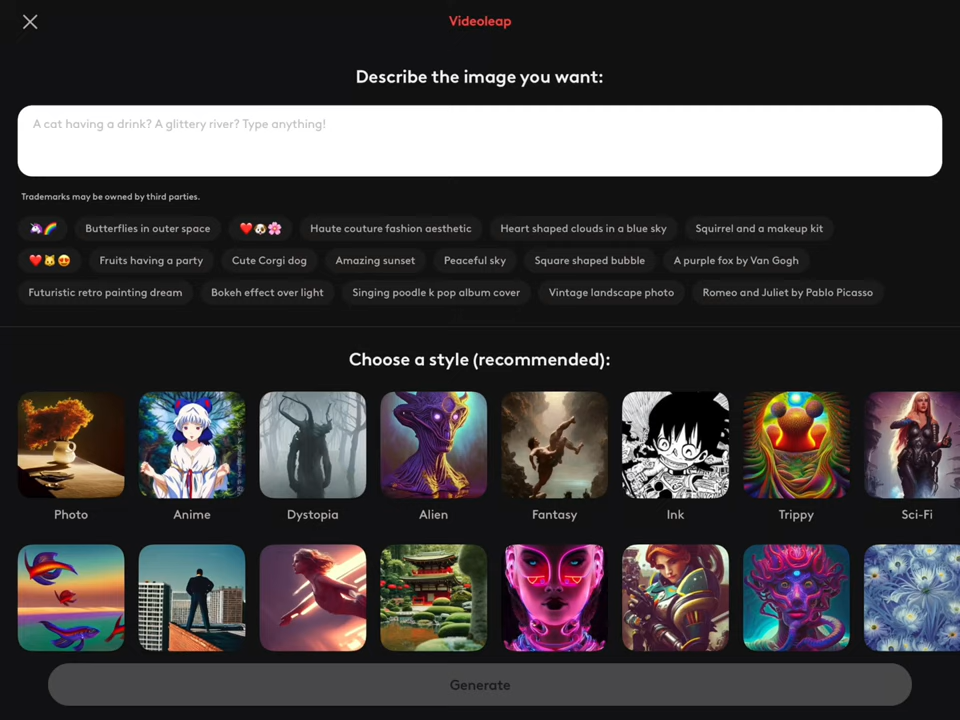 Videoleap
Describe the image you want:
A cat having a drink? A glittery river? Type anything!
Trademarks may be owned by third parties.
🦄🌈 Butterflies in outer space ❤️🐶🌸 Haute couture fashion aesthetic Heart shaped clouds in a blue sky Squirrel and a makeup kit
❤️🐱😍 Fruits having a party Cute Corgi dog Amazing sunset Peaceful sky Square shaped bubble A purple fox by Van Gogh
Futuristic retro painting dream Bokeh effect over light Singing poodle k pop album cover Vintage landscape photo Romeo and Juliet by Pablo Picasso
Choose a style (recommended):
Photo Anime Dystopia Alien Fantasy Ink Trippy Sci-Fi
Generate